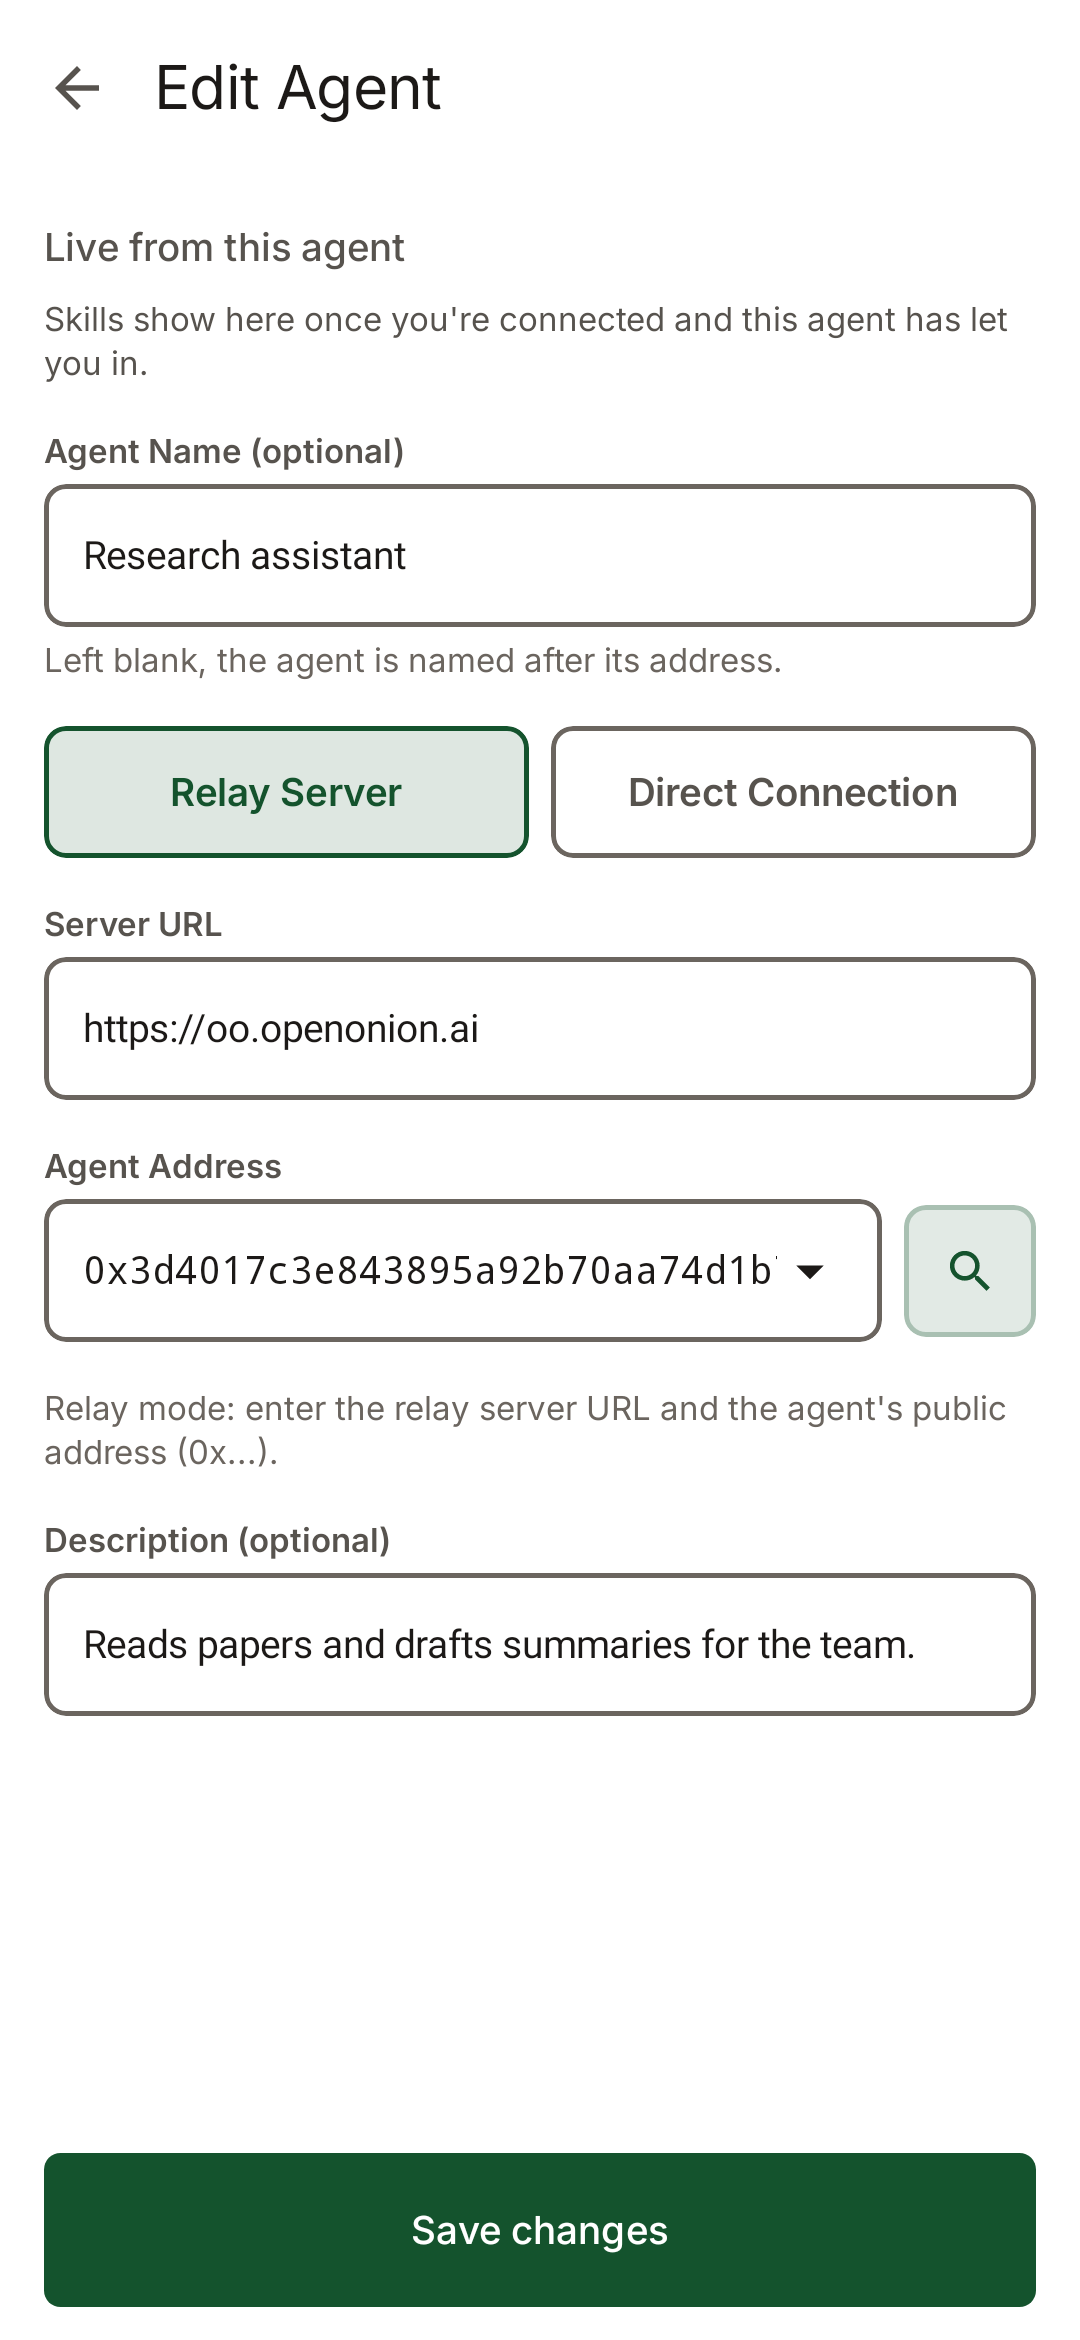 Edit Agent
Live from this agent
Skills show here once you're connected and this agent has let
you in.
Agent Name (optional)
Research assistant
Left blank, the agent is named after its address.
Relay Server
Direct Connection
Server URL
https://oo.openonion.ai
Agent Address
0x3d4017c3e843895a92b70aa74d1b
Relay mode: enter the relay server URL and the agent's public
address (0x...).
Description (optional)
Reads papers and drafts summaries for the team.
Save changes